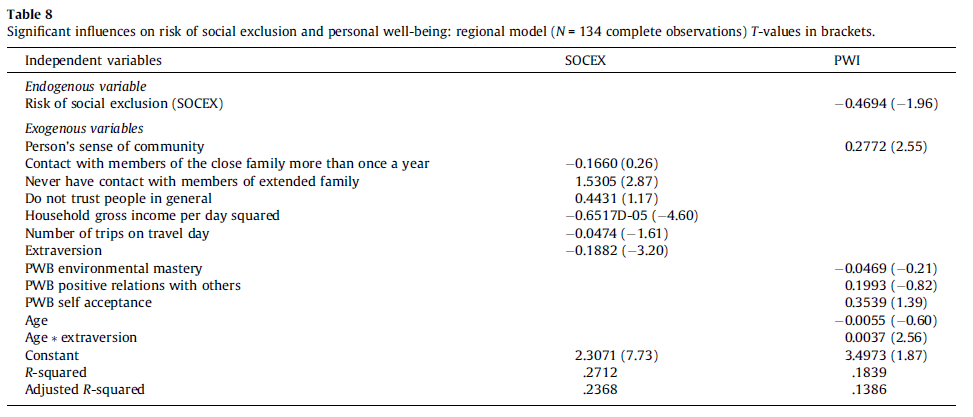 Table 8
Significant influences on risk of social exclusion and personal well-being: regional model (N = 134 complete observations) T-values in brackets.
Independent variables SOCEX PWI
Endogenous variable
Risk of social exclusion (SOCEX) −0.4694 (−1.96)
Exogenous variables
Person's sense of community 0.2772 (2.55)
Contact with members of the close family more than once a year −0.1660 (0.26)
Never have contact with members of extended family 1.5305 (2.87)
Do not trust people in general 0.4431 (1.17)
Household gross income per day squared −0.6517D-05 (−4.60)
Number of trips on travel day −0.0474 (−1.61)
Extraversion −0.1882 (−3.20)
PWB environmental mastery −0.0469 (−0.21)
PWB positive relations with others 0.1993 (−0.82)
PWB self acceptance 0.3539 (1.39)
Age −0.0055 (−0.60)
Age * extraversion 0.0037 (2.56)
Constant 2.3071 (7.73) 3.4973 (1.87)
R-squared .2712 .1839
Adjusted R-squared .2368 .1386